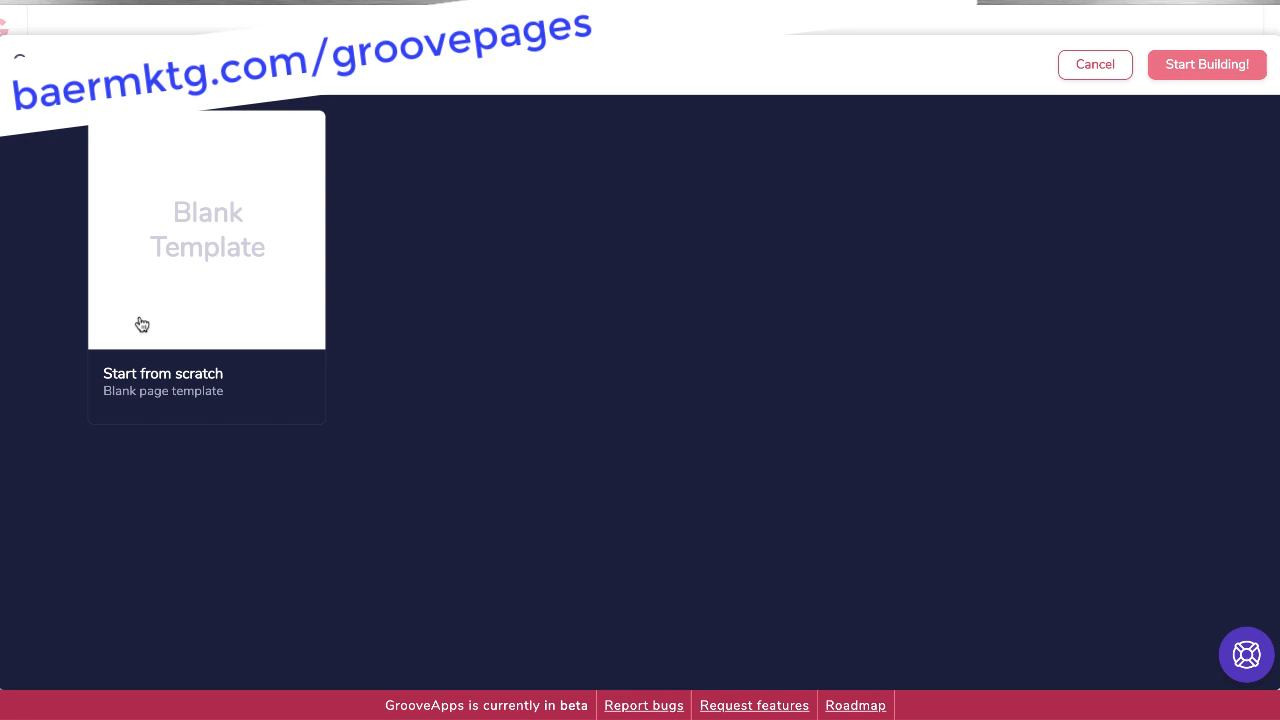 baermktg.com/groovepages
Cancel
Start Building!
Blank
Template
Start from scratch
Blank page template
GrooveApps is currently in beta
Report bugs
Request features
Roadmap